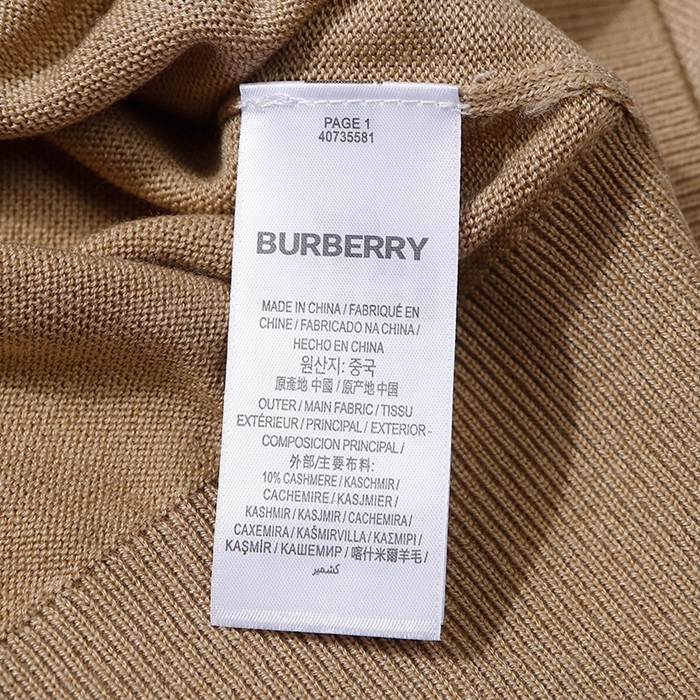 PAGE 1
40735581
BURBERRY
MADE IN CHINA / FABRIQUÉ EN
CHINE / FABRICADO NA CHINA /
HECHO EN CHINA
원산지: 중국
原產地 中國 / 原产地 中国
OUTER / MAIN FABRIC / TISSU
EXTÉRIEUR / PRINCIPAL / EXTERIOR -
COMPOSICION PRINCIPAL /
外部/主要布料:
10% CASHMERE / KASCHMIR /
CACHEMIRE / KASJMIER /
KASHMIR / KASJMIR / CACHEMIRA /
CAXEMIRA / KAŠMIRVILLA / ΚΑΣΜΙΡΙ /
KAŞMİR / КАШЕМИР / 喀什米爾羊毛 /
كشمير